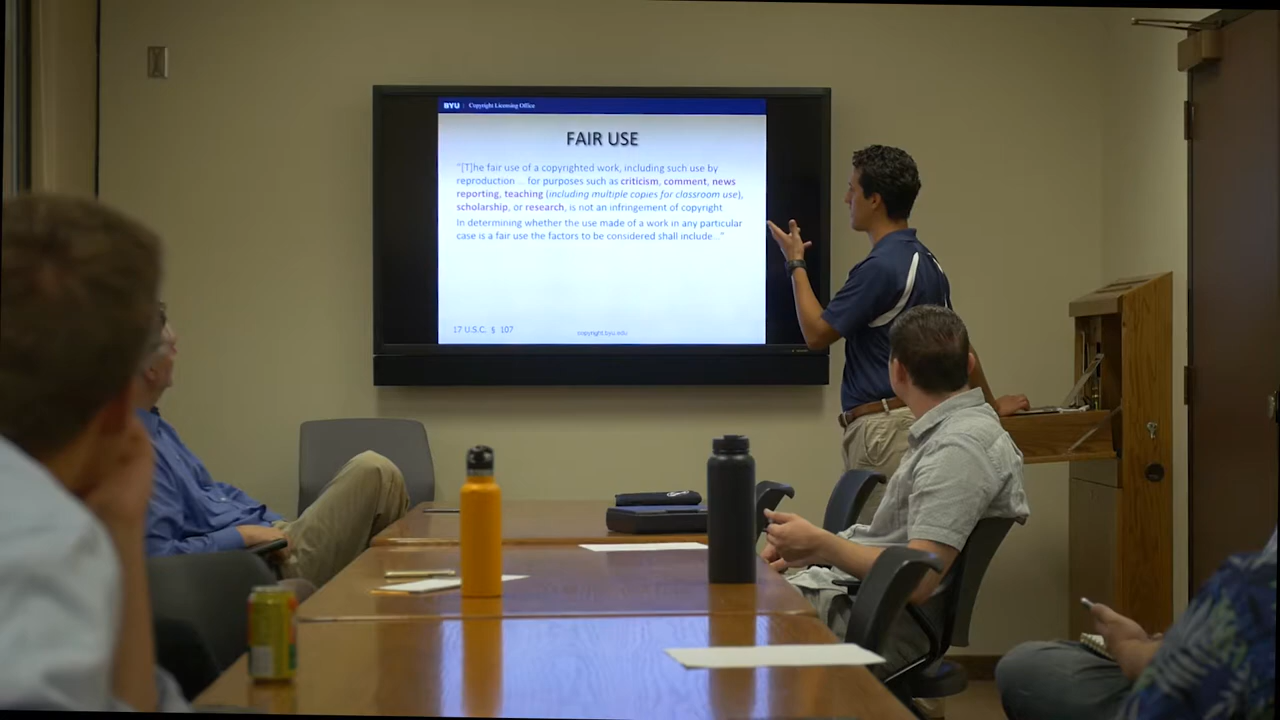 BYU | Copyright Licensing Office
FAIR USE
"[T]he fair use of a copyrighted work, including such use by
reproduction ... for purposes such as criticism, comment, news
reporting, teaching (including multiple copies for classroom use),
scholarship, or research, is not an infringement of copyright
In determining whether the use made of a work in any particular
case is a fair use the factors to be considered shall include..."
17 U.S.C. § 107
copyright.byu.edu